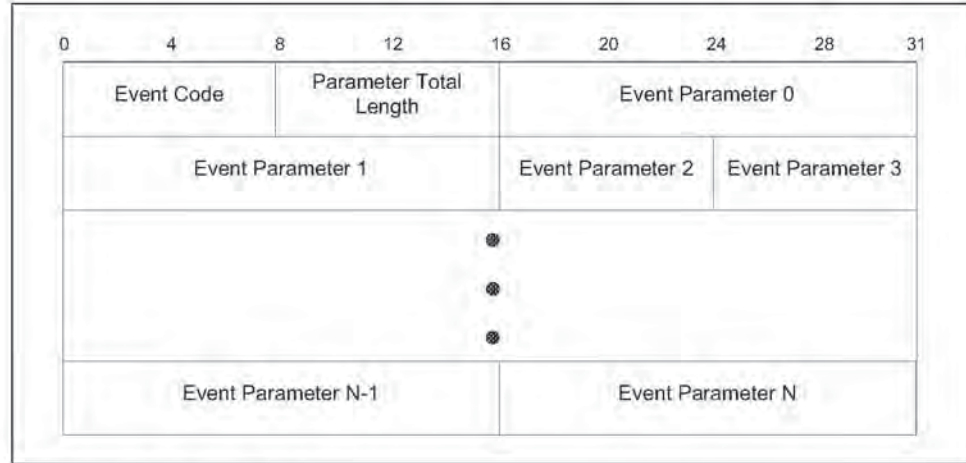 0 4 8 12 16 20 24 28 31
Event Code
Parameter Total
Length
Event Parameter 0
Event Parameter 1
Event Parameter 2
Event Parameter 3
Event Parameter N-1
Event Parameter N